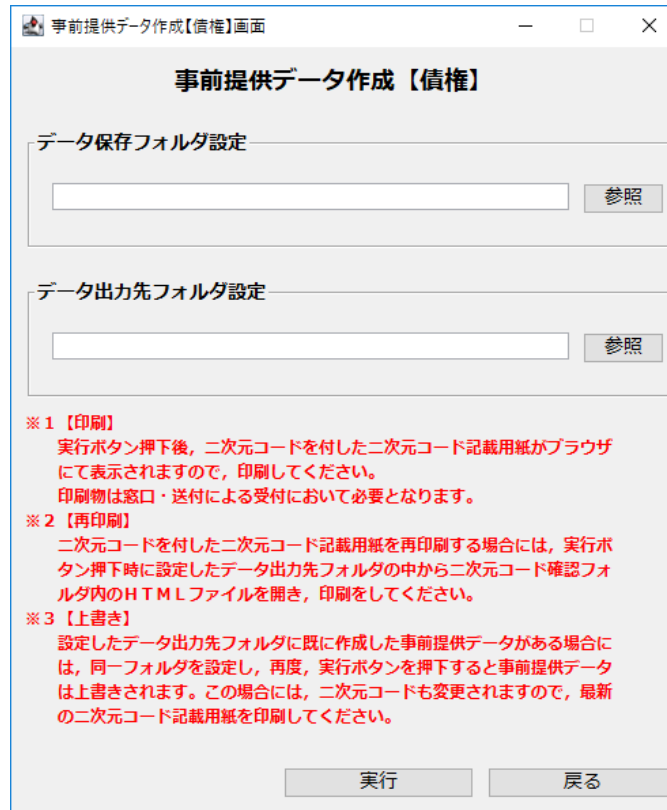 事前提供データ作成【債権】画面
事前提供データ作成【債権】
データ保存フォルダ設定
参照
データ出力先フォルダ設定
参照
※１【印刷】
実行ボタン押下後，二次元コードを付した二次元コード記載用紙がブラウザ
にて表示されますので，印刷してください。
印刷物は窓口・送付による受付において必要となります。
※２【再印刷】
二次元コードを付した二次元コード記載用紙を再印刷する場合には，実行ボ
タン押下時に設定したデータ出力先フォルダの中から二次元コード確認フォ
ルダ内のＨＴＭＬファイルを開き，印刷をしてください。
※３【上書き】
設定したデータ出力先フォルダに既に作成した事前提供データがある場合に
は，同一フォルダを設定し，再度，実行ボタンを押下すると事前提供データ
は上書きされます。この場合には，二次元コードも変更されますので，最新
の二次元コード記載用紙を印刷してください。
実行
戻る